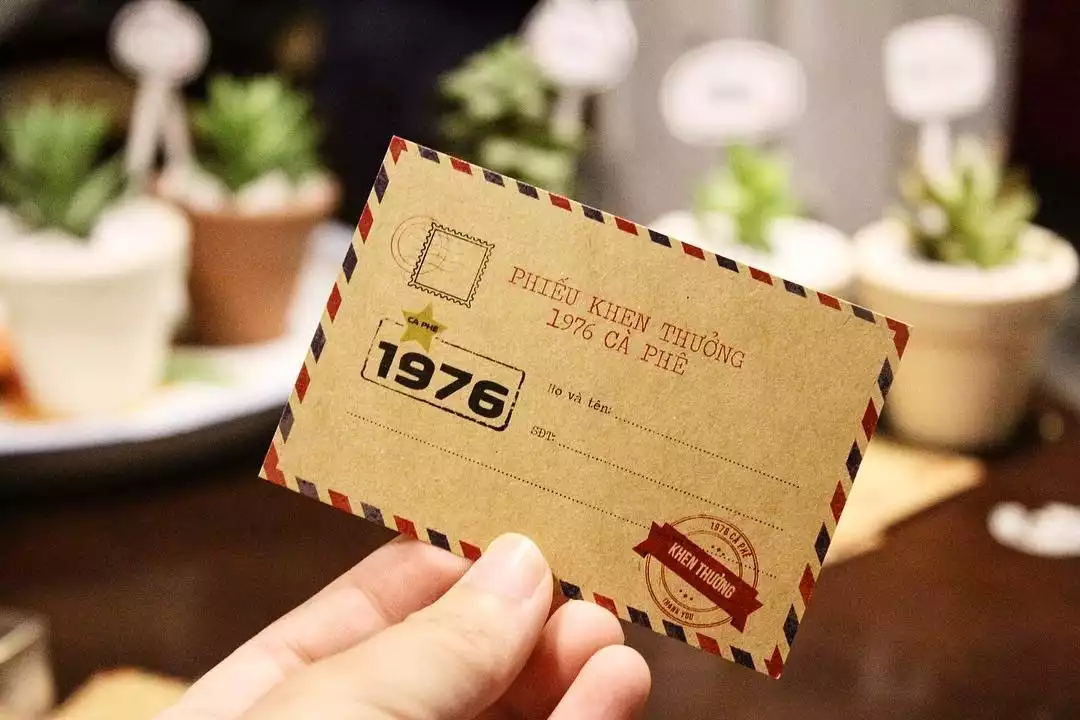 PHIẾU KHEN THƯỞNG
1976 CÀ PHÊ
CÀ PHÊ
1976
Họ và tên:
SĐT:
1976 CÀ PHÊ
KHEN THƯỞNG
THANK YOU